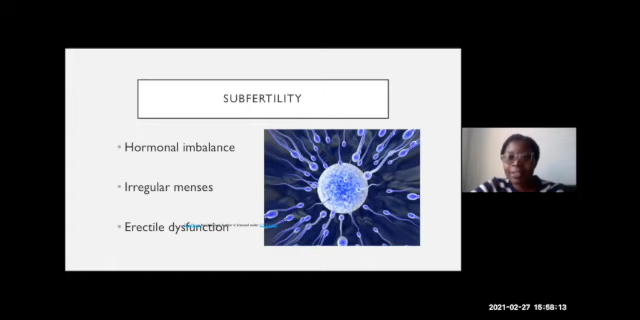 SUBFERTILITY
Hormonal imbalance
Irregular menses
Erectile dysfunction
2021-02-27 15:58:13